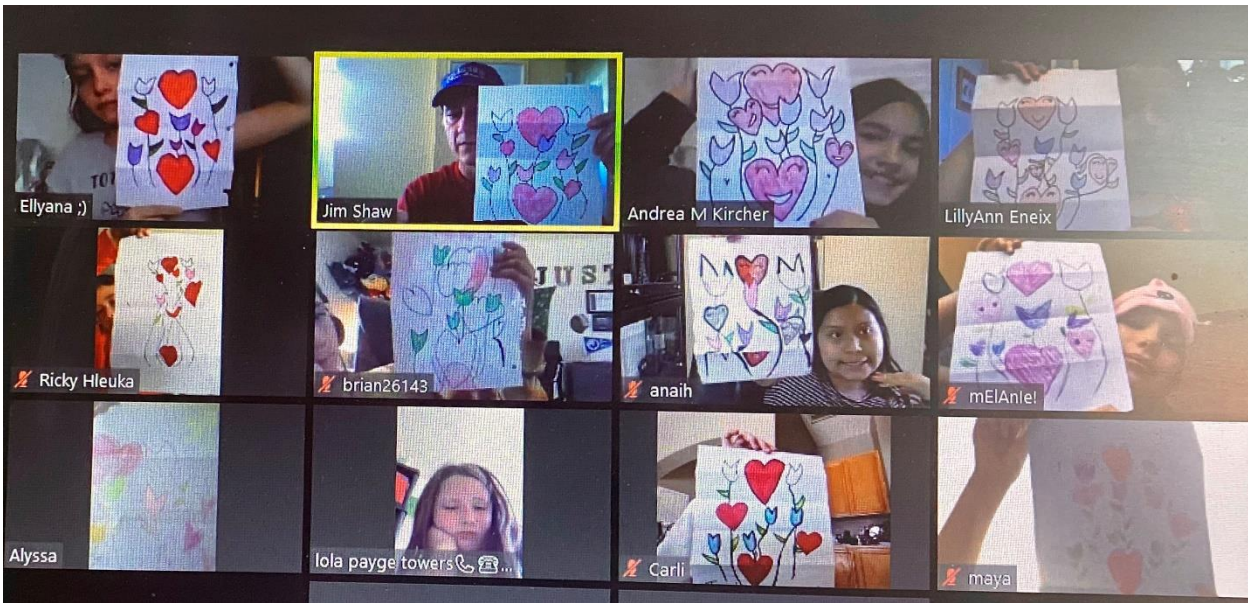 Ellyana ;)
Jim Shaw
Andrea M Kircher
LillyAnn Eneix
JUST
Ricky Hleuka
brian26143
anaih
mElAnIe!
Alyssa
lola payge towers📞☎...
Carli
maya